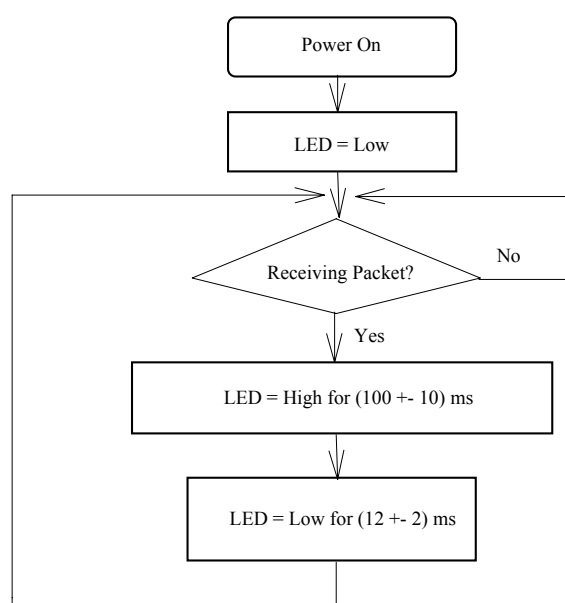 Power On
LED = Low
Receiving Packet?
No
Yes
LED = High for (100 +- 10) ms
LED = Low for (12 +- 2) ms